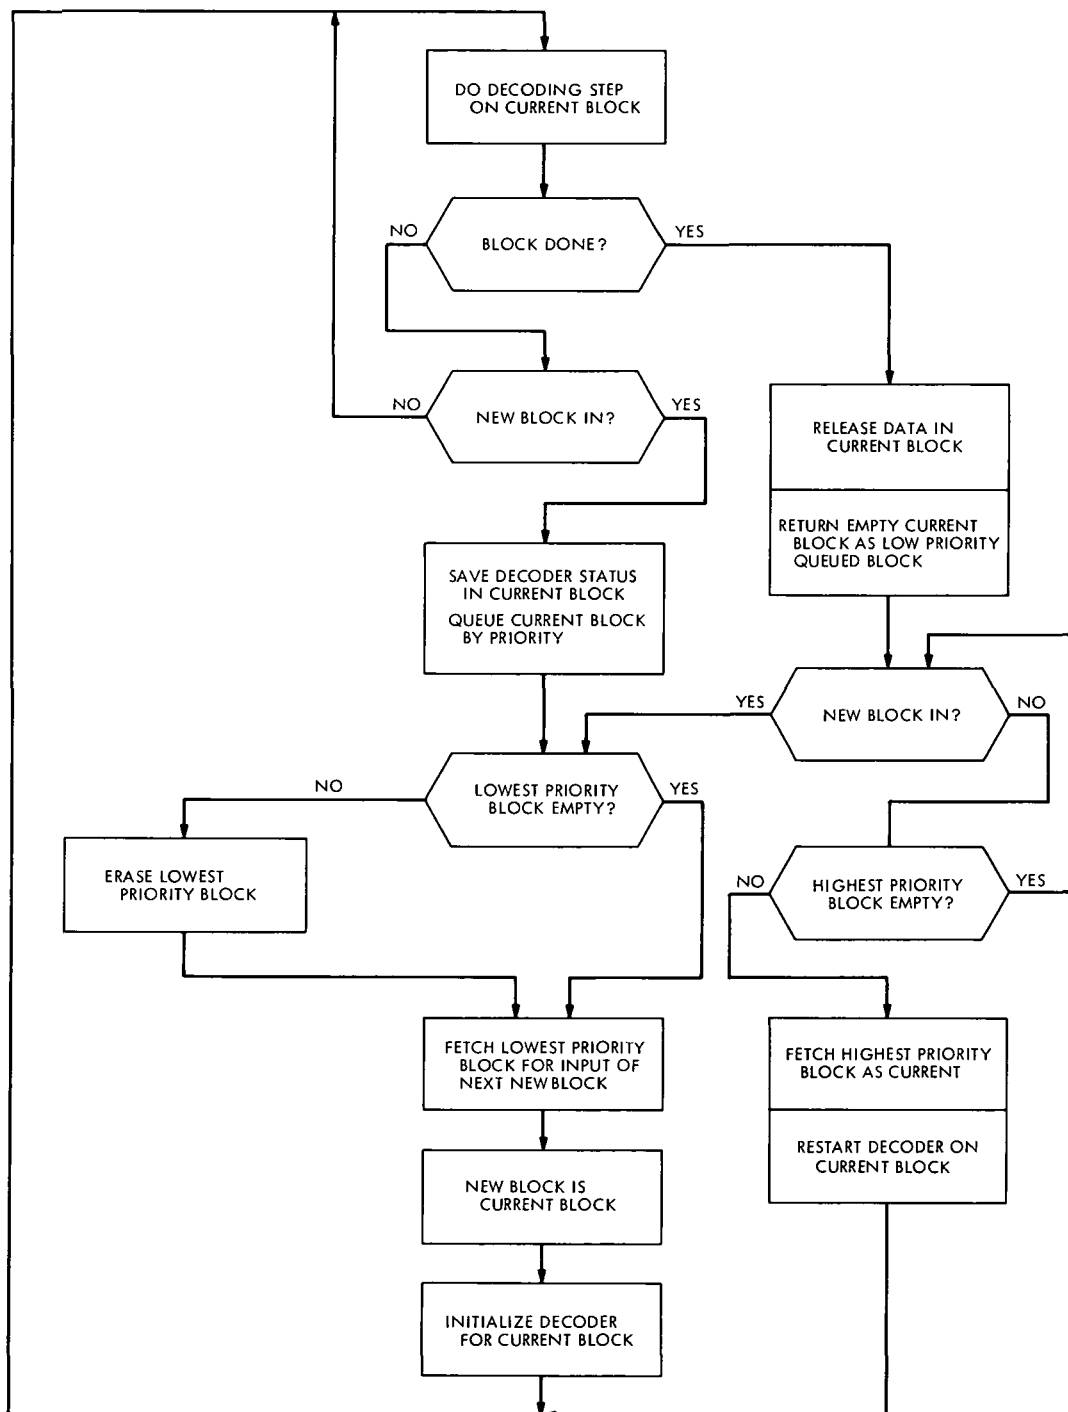 DO DECODING STEP
ON CURRENT BLOCK
NO
BLOCK DONE?
YES
NO
NEW BLOCK IN?
YES
RELEASE DATA IN
CURRENT BLOCK
RETURN EMPTY CURRENT
BLOCK AS LOW PRIORITY
QUEUED BLOCK
SAVE DECODER STATUS
IN CURRENT BLOCK
QUEUE CURRENT BLOCK
BY PRIORITY
YES
NEW BLOCK IN?
NO
NO
LOWEST PRIORITY
BLOCK EMPTY?
YES
ERASE LOWEST
PRIORITY BLOCK
NO
HIGHEST PRIORITY
BLOCK EMPTY?
YES
FETCH LOWEST PRIORITY
BLOCK FOR INPUT OF
NEXT NEW BLOCK
FETCH HIGHEST PRIORITY
BLOCK AS CURRENT
RESTART DECODER ON
CURRENT BLOCK
NEW BLOCK IS
CURRENT BLOCK
INITIALIZE DECODER
FOR CURRENT BLOCK